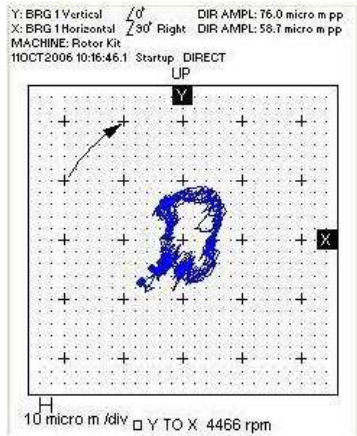 Y: BRG 1 Vertical ∠0° DIR AMPL: 76.0 micro m pp
X: BRG 1 Horizontal ∠90° Right DIR AMPL: 58.7 micro m pp
MACHINE: Rotor Kit
11OCT2006 10:16:46.1 Startup DIRECT
UP
Y
X
10 micro m /div
Y TO X 4466 rpm